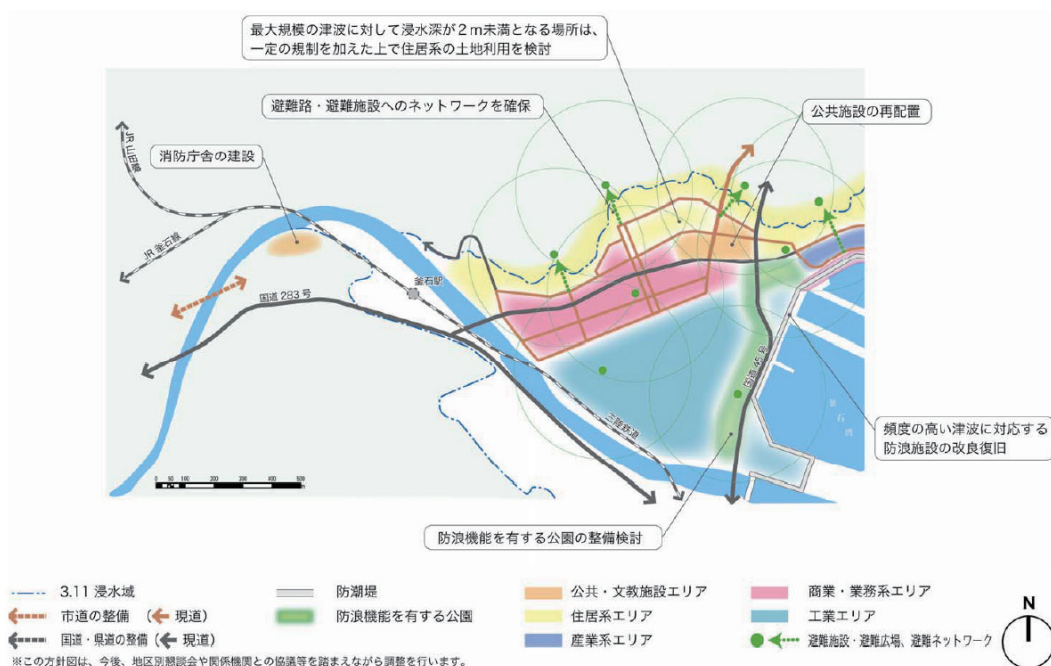 最大規模の津波に対して浸水深が2m未満となる場所は、
一定の規制を加えた上で住居系の土地利用を検討
避難路・避難施設へのネットワークを確保
公共施設の再配置
消防庁舎の建設
JR山田線
JR釜石線
釜石駅
国道283号
国道45号
三陸鉄道
釜石湾
頻度の高い津波に対応する
防浪施設の改良復旧
防浪機能を有する公園の整備検討
0 50 100 200 300 400 500m
3.11 浸水域
市道の整備 （ 現道）
国道・県道の整備（ 現道）
防潮堤
防浪機能を有する公園
公共・文教施設エリア
住居系エリア
産業系エリア
商業・業務系エリア
工業エリア
避難施設・避難広場、避難ネットワーク
N
※この方針図は、今後、地区別懇談会や関係機関との協議等を踏まえながら調整を行います。